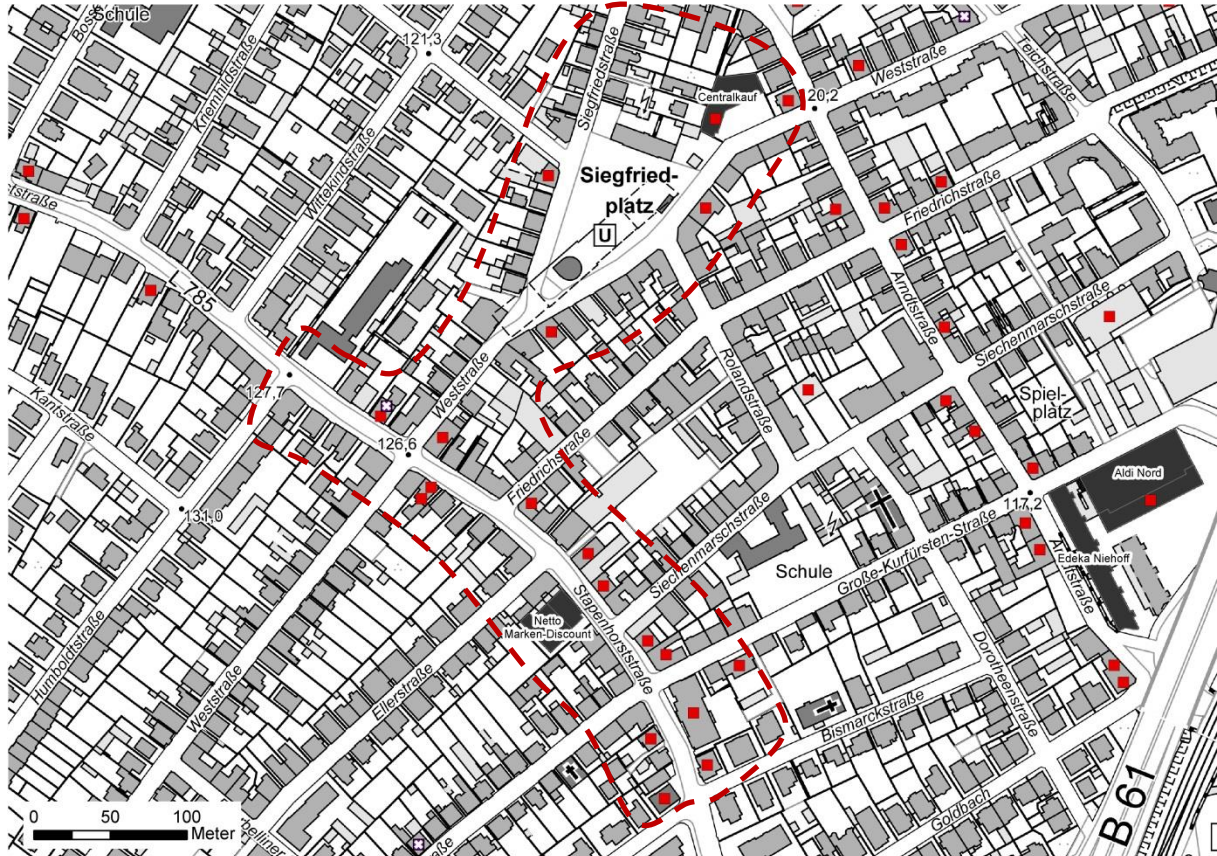 Schule
Bos
121,3
Kriemhildstraße
Wittekindstraße
Siegfriedstraße
Centralkauf
20,2
Weststraße
Teichstraße
Friedrichstraße
Siegfried-
platz
U
ststraße
785
Arndtstraße
Siechenmarschstraße
Rolandstraße
Kantstraße
127,7
Weststraße
Spiel-
platz
126,6
Friedrichstraße
Aldi Nord
131,0
117,2
Siechenmarschstraße
Große-Kurfürsten-Straße
Schule
Edeka Niehoff
Stapenhorststraße
Netto
Marken-Discount
Humboldtstraße
Weststraße
Ellerstraße
Dorotheenstraße
Bismarckstraße
Goldbach
B 61
0 50 100
Meter